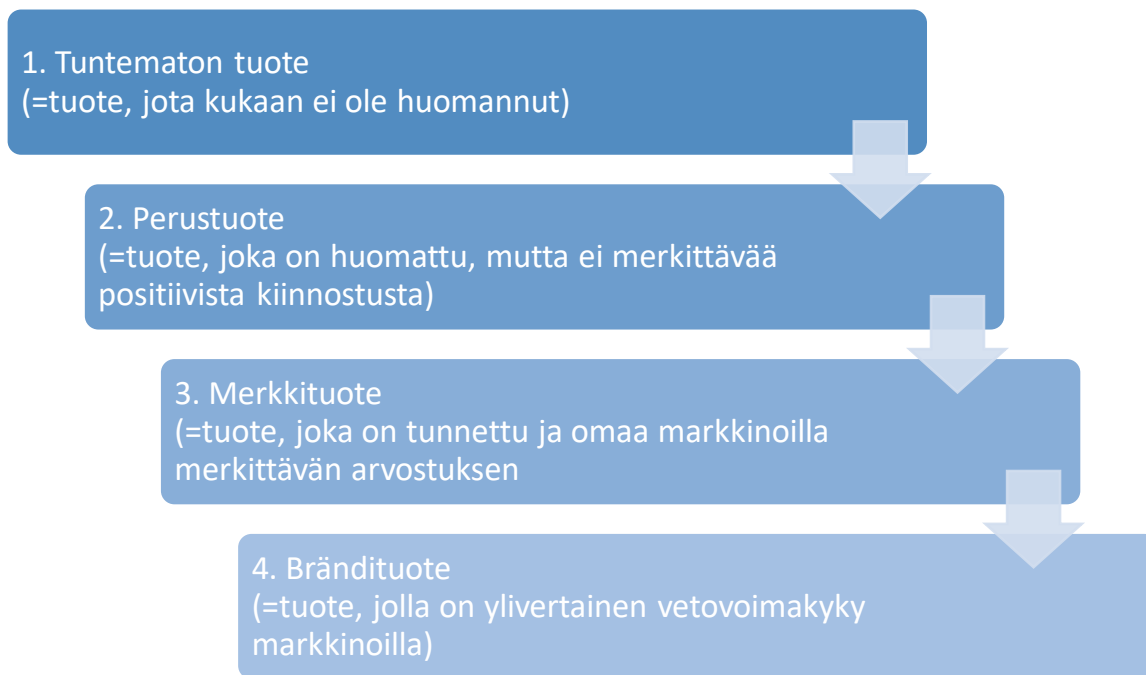 1. Tuntematon tuote
(=tuote, jota kukaan ei ole huomannut)
2. Perustuote
(=tuote, joka on huomattu, mutta ei merkittävää
positiivista kiinnostusta)
3. Merkkituote
(=tuote, joka on tunnettu ja omaa markkinoilla
merkittävän arvostuksen
4. Brändituote
(=tuote, jolla on ylivertainen vetovoimakyky
markkinoilla)